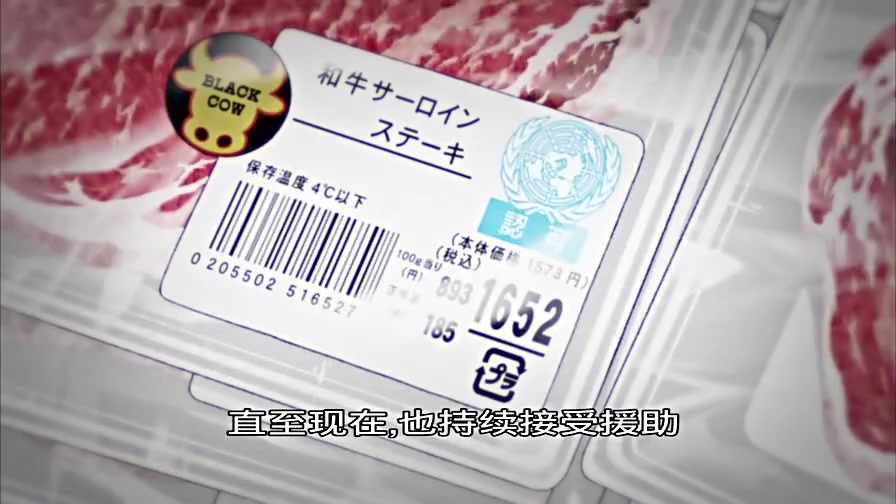 BLACK
COW
和牛サーロイン
ステーキ
認可
保存温度 4℃以下
(本体価格 1573 円)
(税込)
100g当り
(円)
893
1652
185
0 205502 516527
プラ
直至现在,也持续接受援助